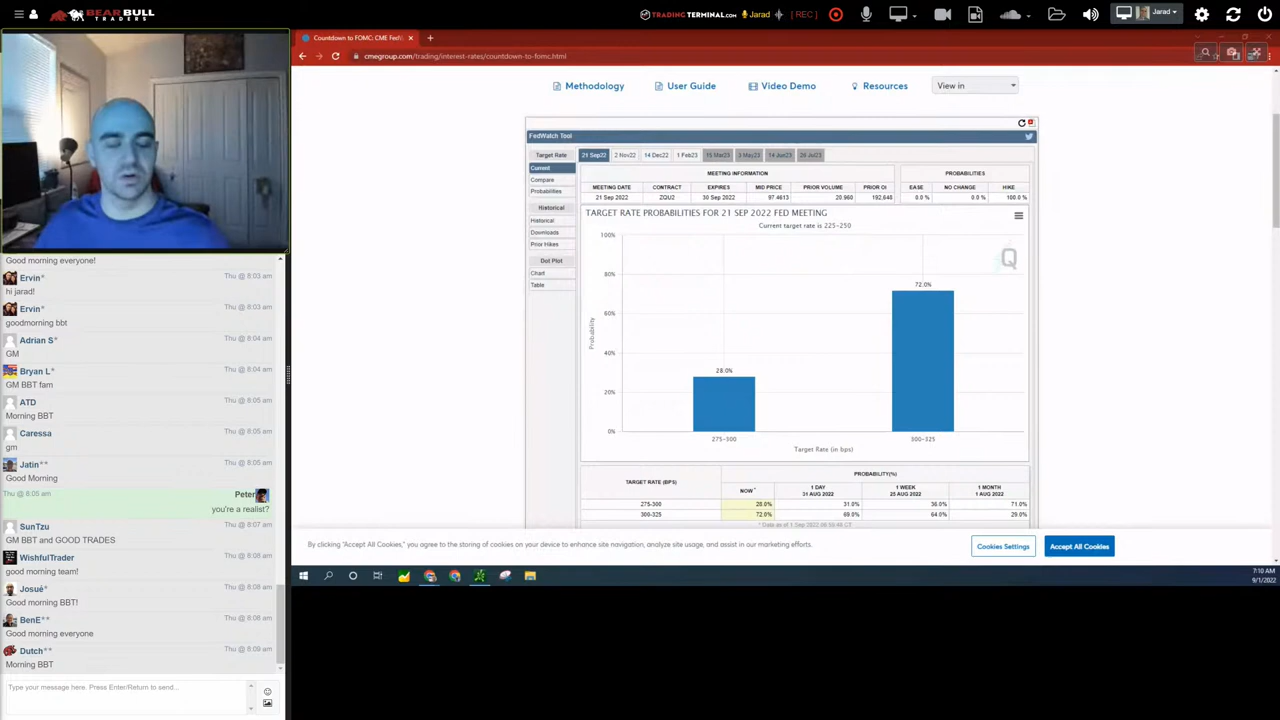 BEAR BULL
TRADERS
TRADINGTERMINAL.COM
Jarad
[ REC ]
Jarad
Countdown to FOMC: CME FedW
cmegroup.com/trading/interest-rates/countdown-to-fomc.html
Methodology
User Guide
Video Demo
Resources
View in
FedWatch Tool
Target Rate
Current
Compare
Probabilities
Historical
Historical
Downloads
Prior Hikes
Dot Plot
Chart
Table
21 Sep22 2 Nov22 14 Dec22 1 Feb23 15 Mar23 3 May23 14 Jun23 26 Jul23
MEETING INFORMATION
PROBABILITIES
MEETING DATE CONTRACT EXPIRES MID PRICE PRIOR VOLUME PRIOR OI
EASE NO CHANGE HIKE
21 Sep 2022 ZQU2 30 Sep 2022 97.4613 20,960 192,648
0.0 % 0.0 % 100.0 %
TARGET RATE PROBABILITIES FOR 21 SEP 2022 FED MEETING
Current target rate is 225-250
Q
Probability
100%
80%
60%
40%
20%
0%
28.0%
72.0%
275-300
300-325
Target Rate (in bps)
TARGET RATE (BPS)
PROBABILITY(%)
NOW * 1 DAY 1 WEEK 1 MONTH
31 AUG 2022 25 AUG 2022 1 AUG 2022
275-300 28.0% 31.0% 36.0% 71.0%
300-325 72.0% 69.0% 64.0% 29.0%
By clicking "Accept All Cookies," you agree to the storing of cookies on your device to enhance site navigation, analyze site usage, and assist in our marketing efforts.
Cookies Settings
Accept All Cookies
7:10 AM
9/1/2022
Good morning everyone!
Ervin* Thu @ 8:03 am
hi jarad!
Ervin* Thu @ 8:03 am
goodmorning bbt
Adrian S* Thu @ 8:04 am
GM
Bryan L* Thu @ 8:04 am
GM BBT fam
ATD Thu @ 8:05 am
Morning BBT
Caressa Thu @ 8:05 am
gm
Jatin** Thu @ 8:05 am
Good Morning
Thu @ 8:05 am Peter
you're a realist?
SunTzu Thu @ 8:07 am
GM BBT and GOOD TRADES
WishfulTrader Thu @ 8:08 am
good morning team!
Josué* Thu @ 8:08 am
Good morning BBT!
BenE** Thu @ 8:08 am
Good morning everyone
Dutch** Thu @ 8:09 am
Morning BBT
Type your message here. Press Enter/Return to send...